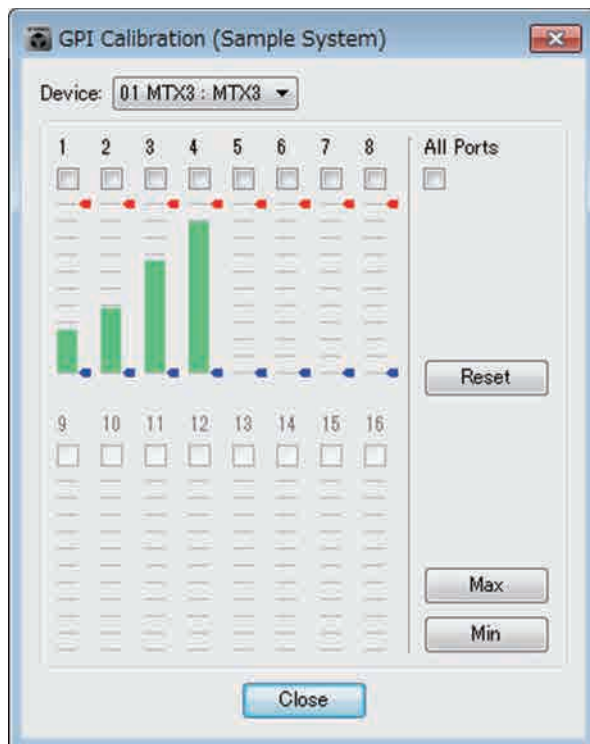 GPI Calibration (Sample System)
Device: 01 MTX3 : MTX3
1 2 3 4 5 6 7 8 All Ports
Reset
9 10 11 12 13 14 15 16
Max
Min
Close